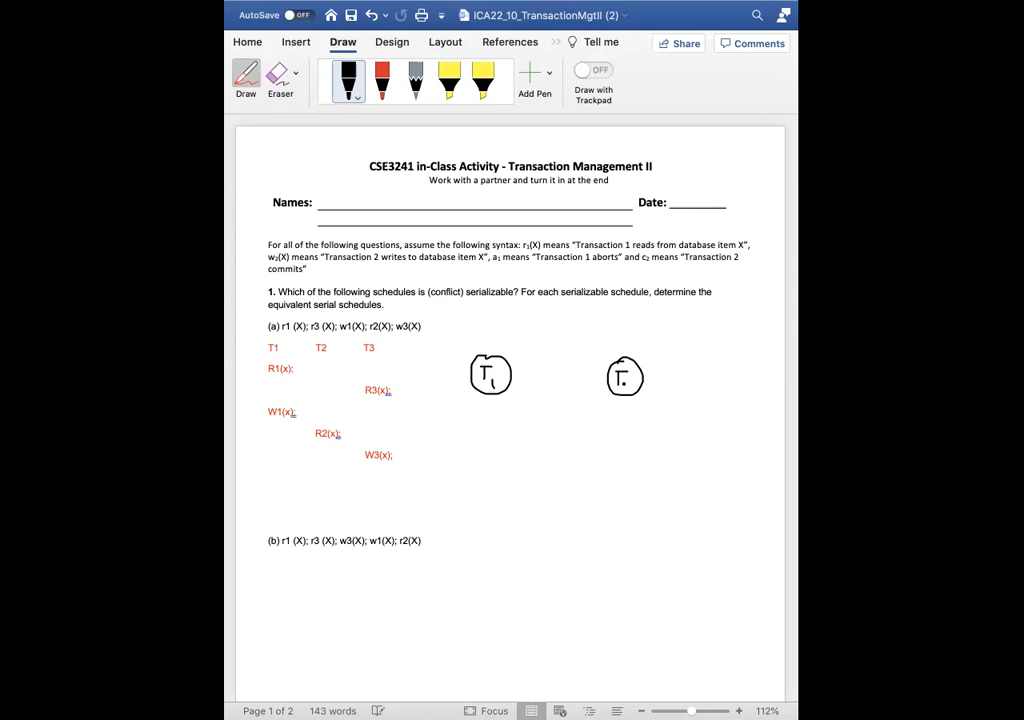 AutoSave OFF ICA22_10_TransactionMgtII (2)
Home Insert Draw Design Layout References Tell me Share Comments
Draw Eraser Add Pen OFF Draw with Trackpad
CSE3241 in-Class Activity - Transaction Management II
Work with a partner and turn it in at the end
Names: Date:
For all of the following questions, assume the following syntax: r₁(X) means “Transaction 1 reads from database item X”,
w₂(X) means “Transaction 2 writes to database item X”, a₁ means “Transaction 1 aborts” and c₂ means “Transaction 2
commits”
1. Which of the following schedules is (conflict) serializable? For each serializable schedule, determine the
equivalent serial schedules.
(a) r1 (X); r3 (X); w1(X); r2(X); w3(X)
T1 T2 T3
R1(x);
T1 T
R3(x);
W1(x);
R2(x);
W3(x);
(b) r1 (X); r3 (X); w3(X); w1(X); r2(X)
Page 1 of 2 143 words Focus 112%